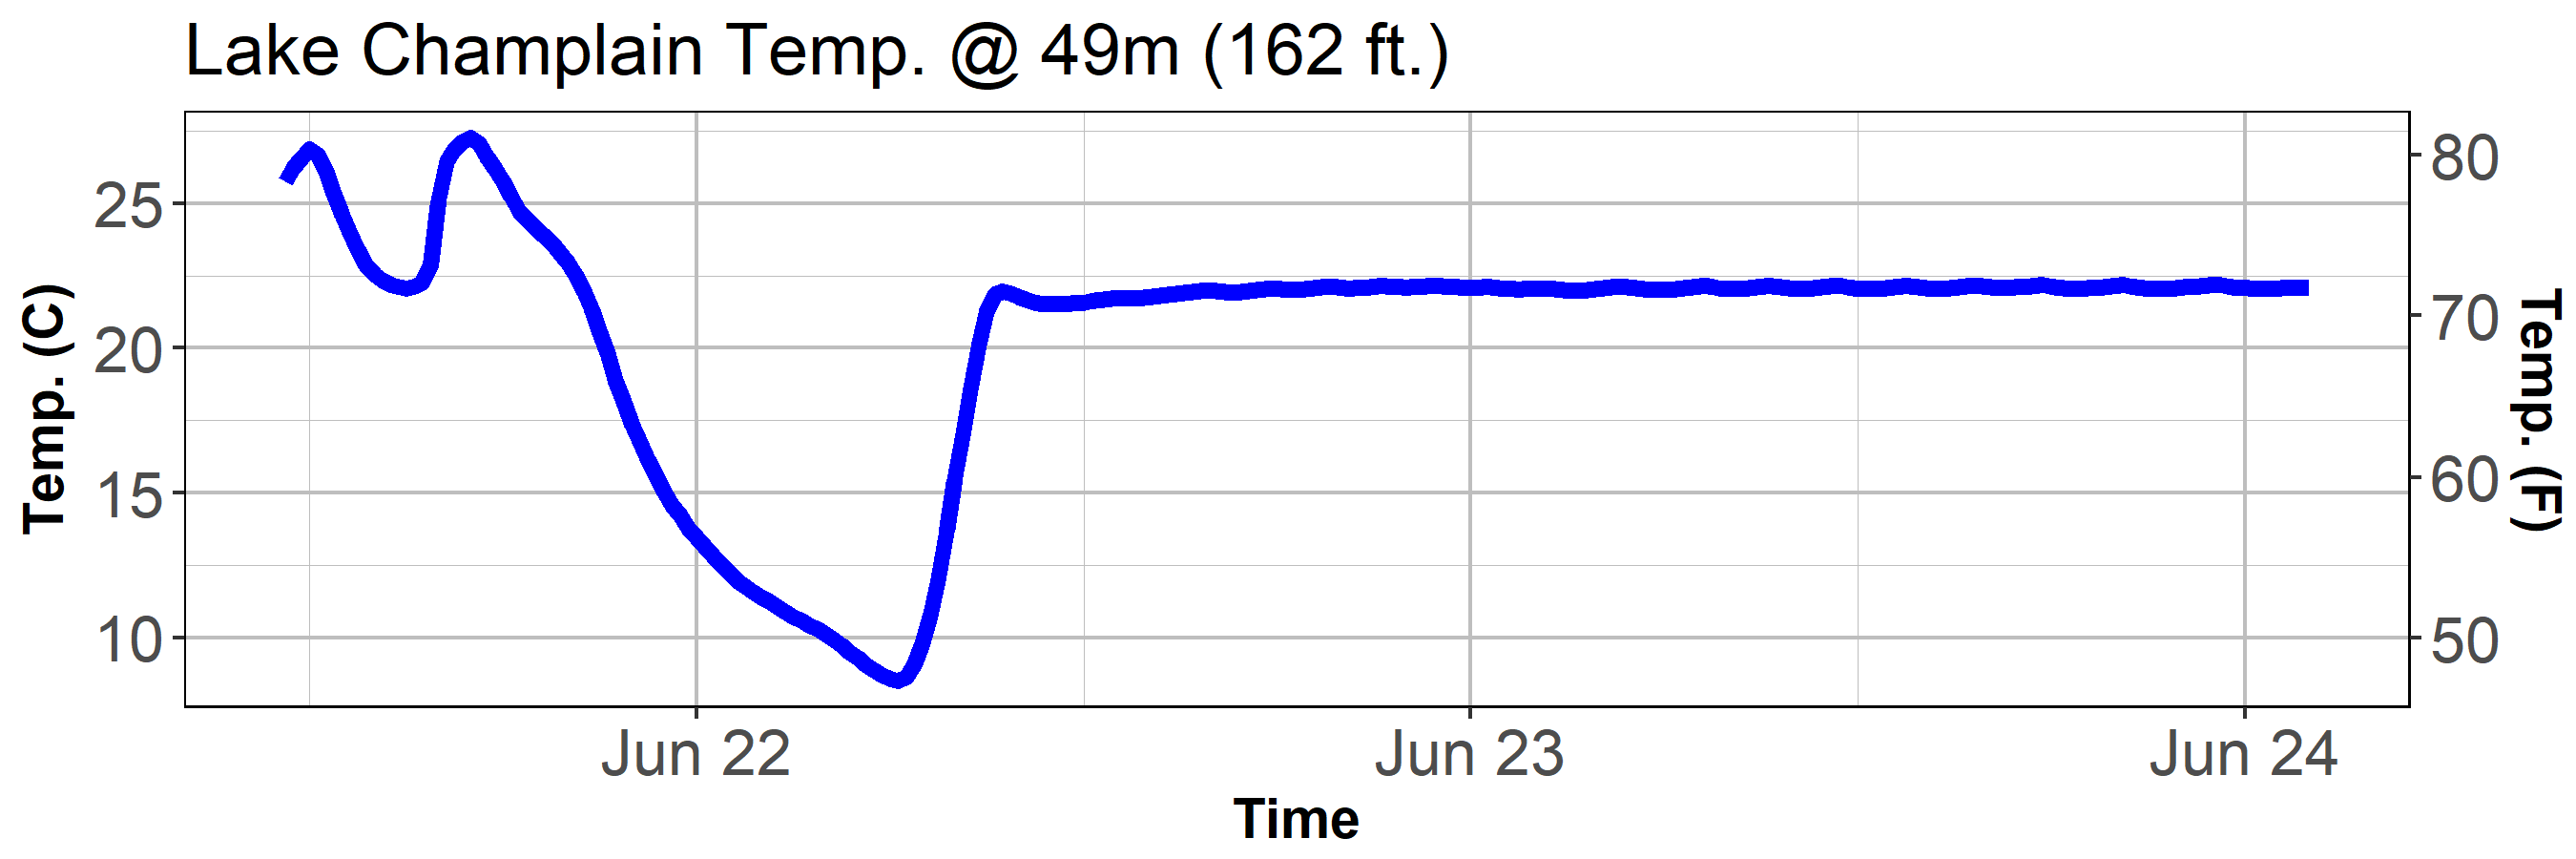 Lake Champlain Temp. @ 49m (162 ft.)
Temp. (C)
25
20
15
10
80
70
60
50
Temp. (F)
Jun 22
Jun 23
Jun 24
Time